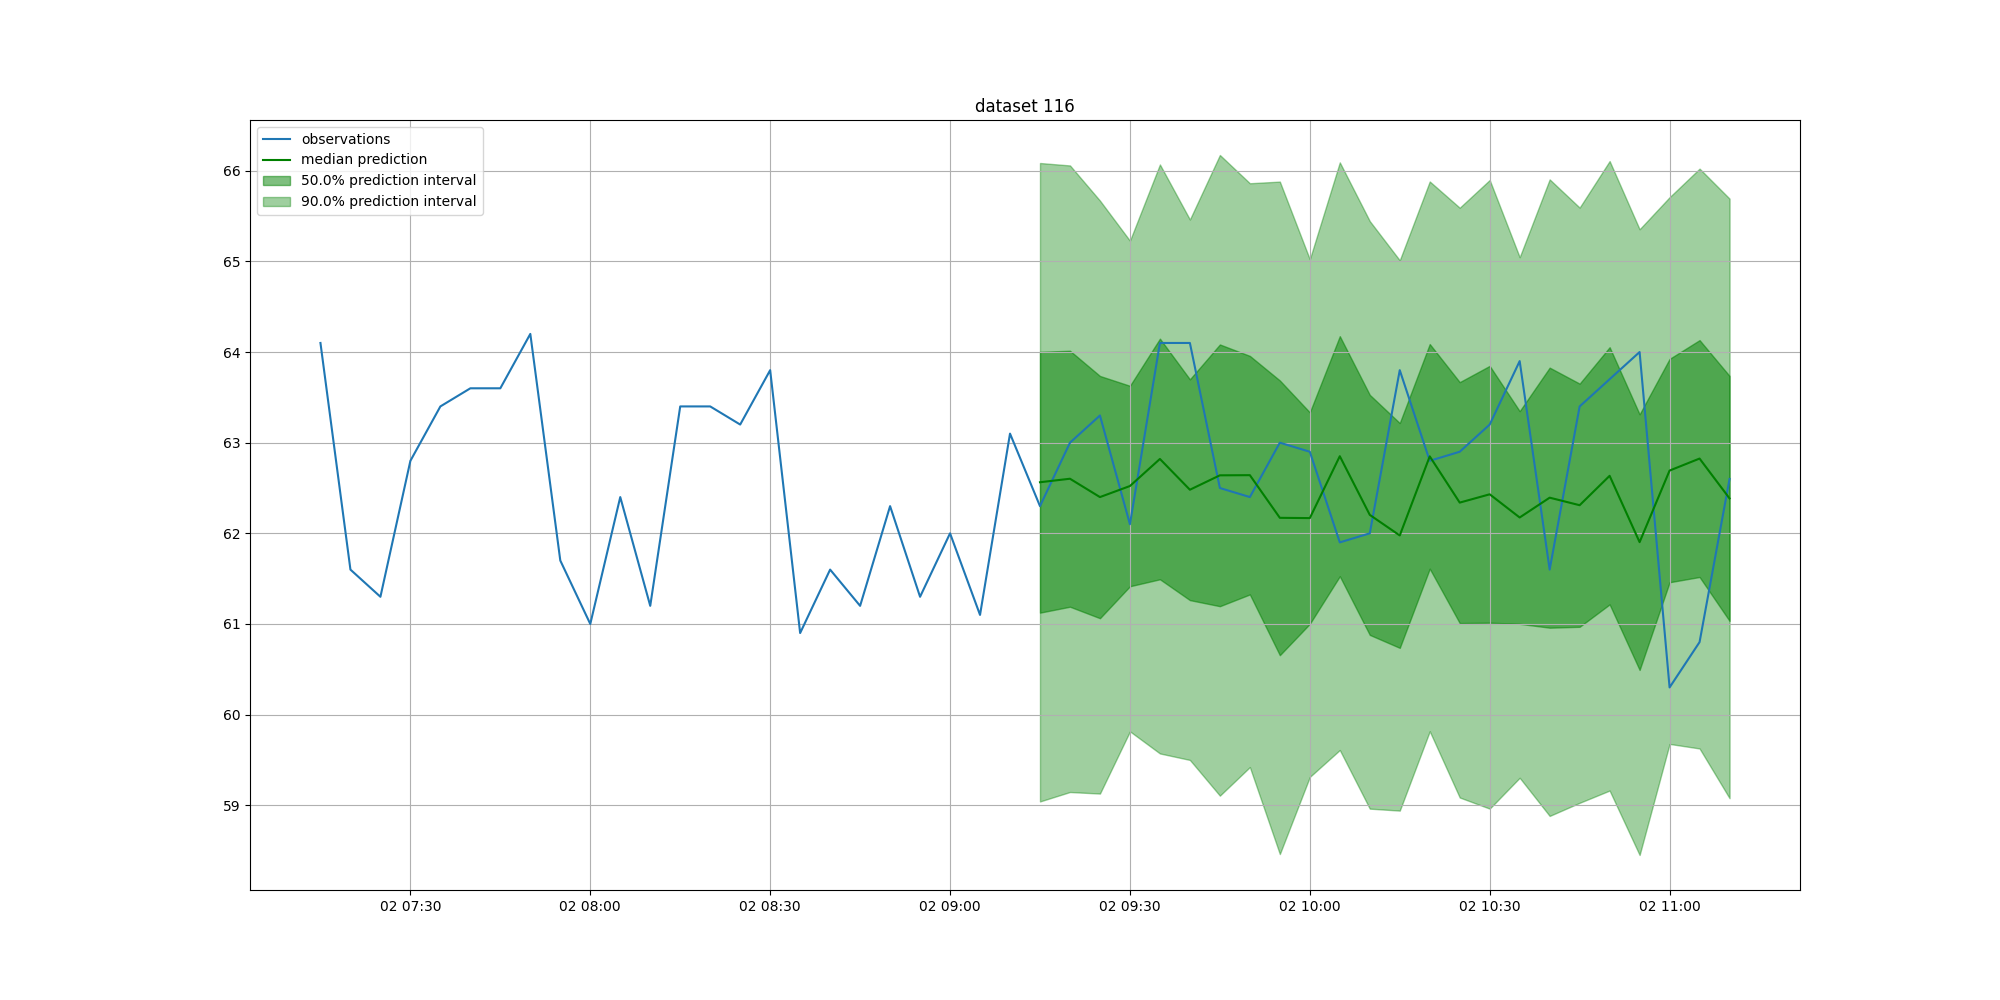 dataset 116
observations
median prediction
50.0% prediction interval
90.0% prediction interval
66
65
64
63
62
61
60
59
02 07:30 02 08:00 02 08:30 02 09:00 02 09:30 02 10:00 02 10:30 02 11:00